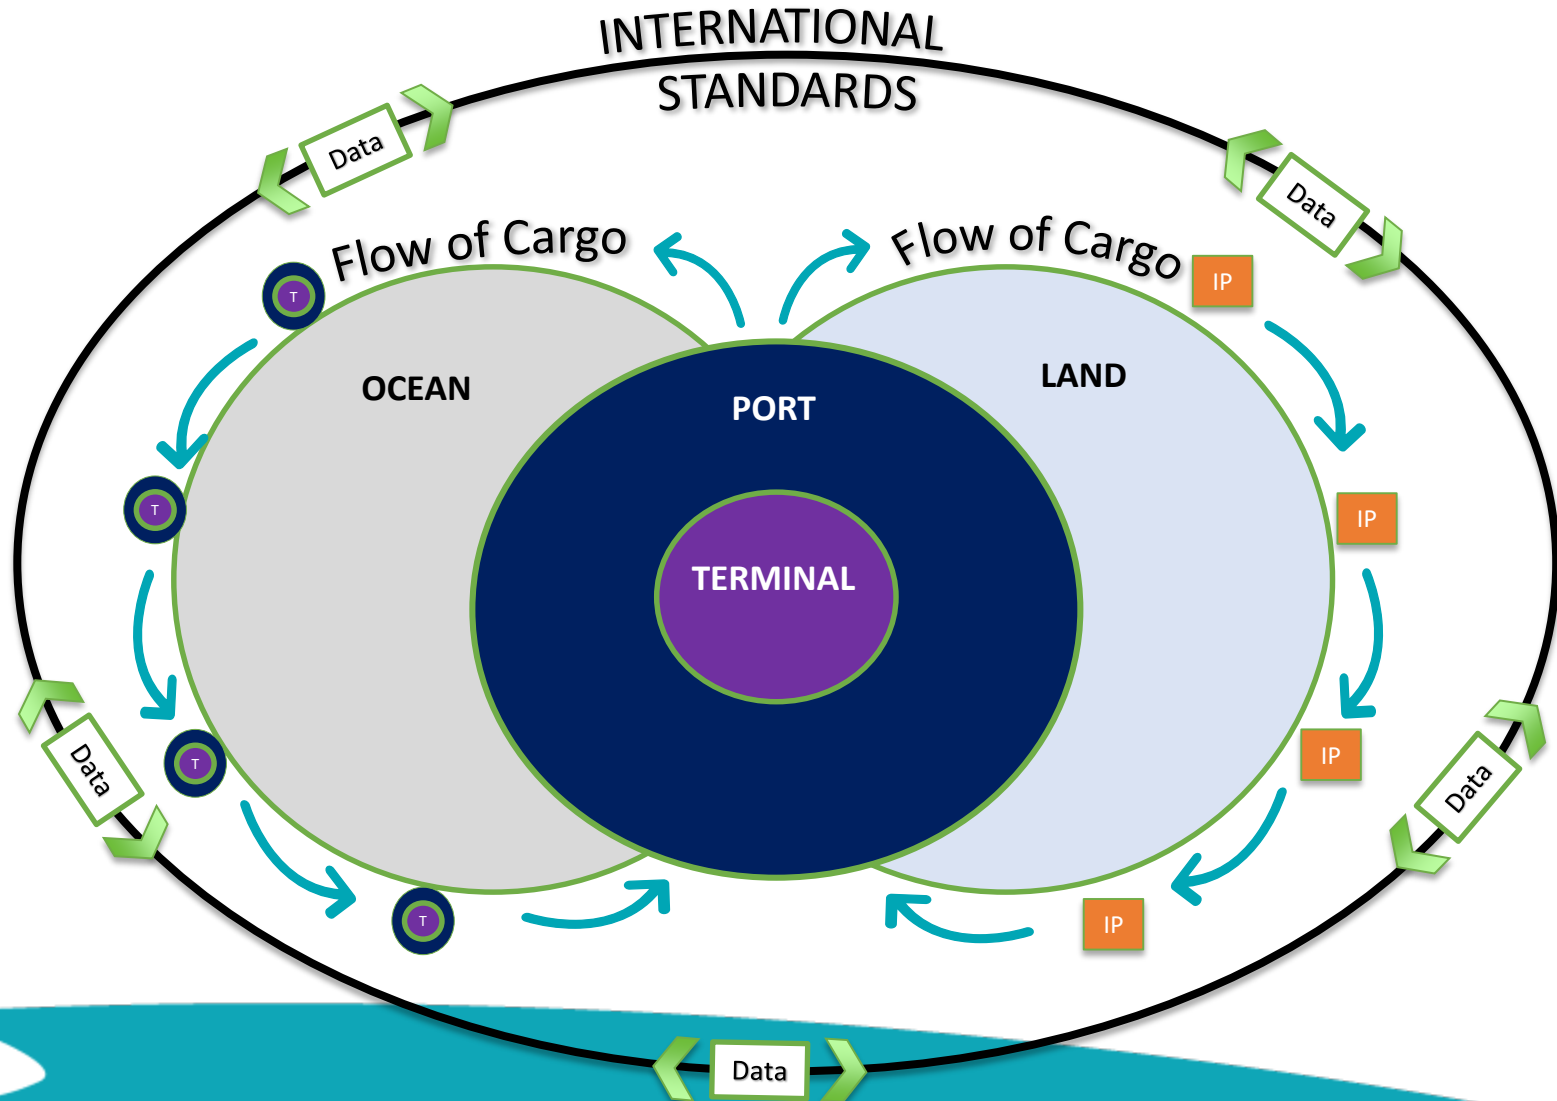 INTERNATIONAL
STANDARDS
Data
Data
Flow of Cargo
Flow of Cargo
T
IP
OCEAN
PORT
LAND
T
IP
TERMINAL
T
IP
Data
Data
T
IP
Data